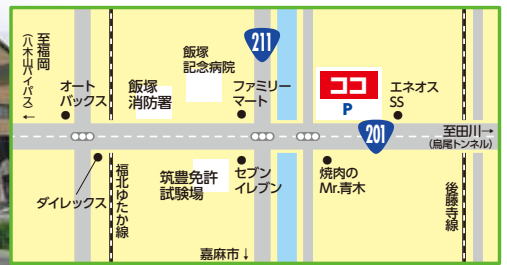 至福岡
(八木山バイパス)
←
オート
バックス
飯塚
消防署
飯塚
記念病院
211
ファミリー
マート
ココ
P
エネオス
SS
201
至田川→
(烏尾トンネル)
ダイレックス
福北ゆたか線
筑豊免許
試験場
セブン
イレブン
焼肉の
Mr.青木
後藤寺線
嘉麻市↓